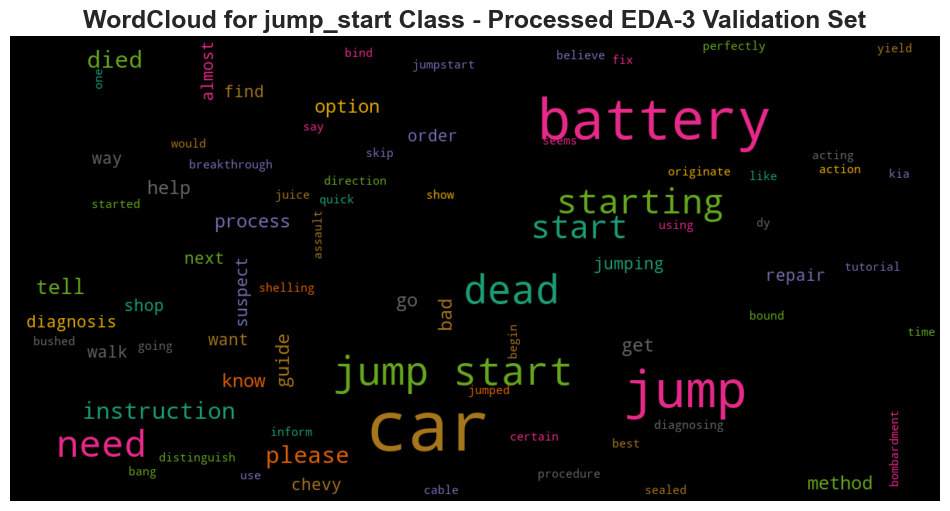 WordCloud for jump_start Class - Processed EDA-3 Validation Set
died
one
almost
bind
jumpstart
believe
fix
perfectly
yield
find
option
battery
say
order
seems
way
would
breakthrough
skip
acting
action
originate
like
kia
help
direction
juice
quick
show
starting
started
process
assault
start
using
dy
next
suspect
jumping
repair
tutorial
tell
shelling
dead
shop
go
bad
diagnosis
bound
time
bushed
walk
going
want
guide
begin
get
know
jump start
jumped
jump
instruction
car
diagnosing
need
inform
certain
best
bombardment
please
distinguish
bang
use
chevy
cable
procedure
sealed
method